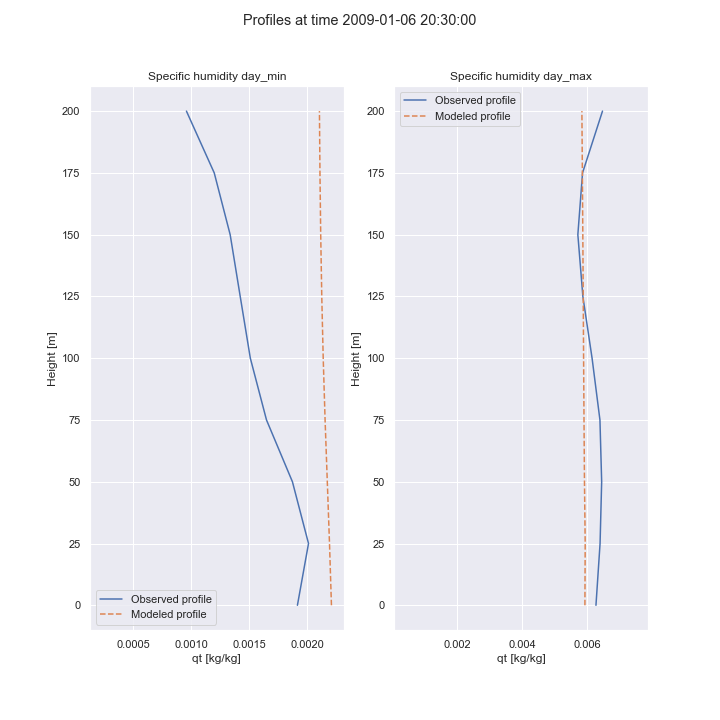 Profiles at time 2009-01-06 20:30:00
Specific humidity day_min
200
175
150
125
100
75
50
25
0
Height [m]
Observed profile
Modeled profile
0.0005 0.0010 0.0015 0.0020
qt [kg/kg]
Specific humidity day_max
Observed profile
Modeled profile
200
175
150
125
100
75
50
25
0
Height [m]
0.002 0.004 0.006
qt [kg/kg]